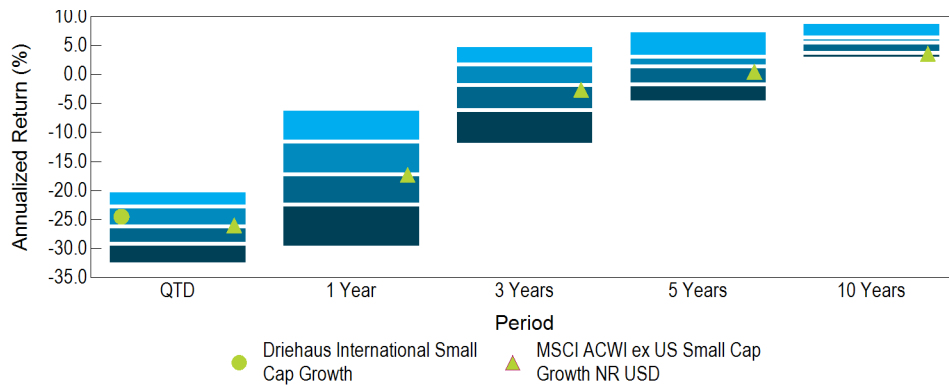 Annualized Return (%)
10.0
5.0
0.0
-5.0
-10.0
-15.0
-20.0
-25.0
-30.0
-35.0
QTD
1 Year
3 Years
5 Years
10 Years
Period
Driehaus International Small
Cap Growth
MSCI ACWI ex US Small Cap
Growth NR USD